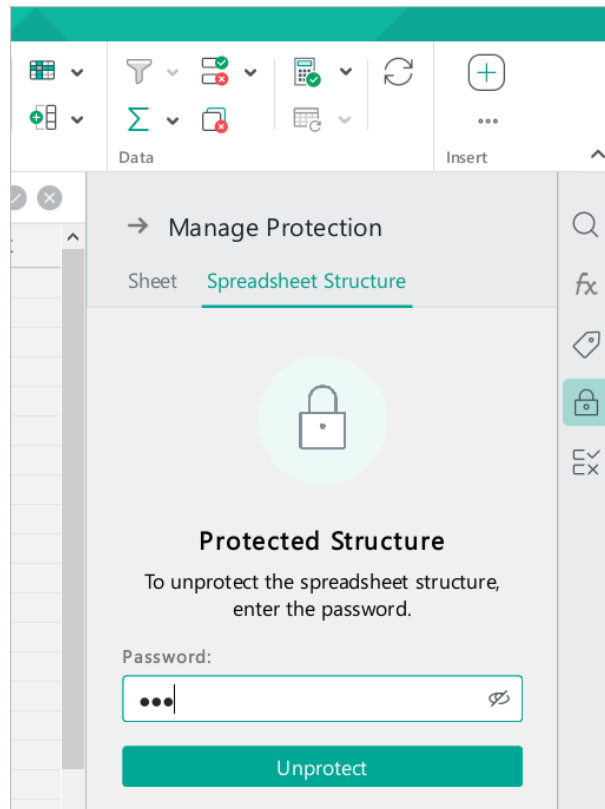 Data
Insert
Manage Protection
Sheet
Spreadsheet Structure
fx
Protected Structure
To unprotect the spreadsheet structure,
enter the password.
Password:
Unprotect